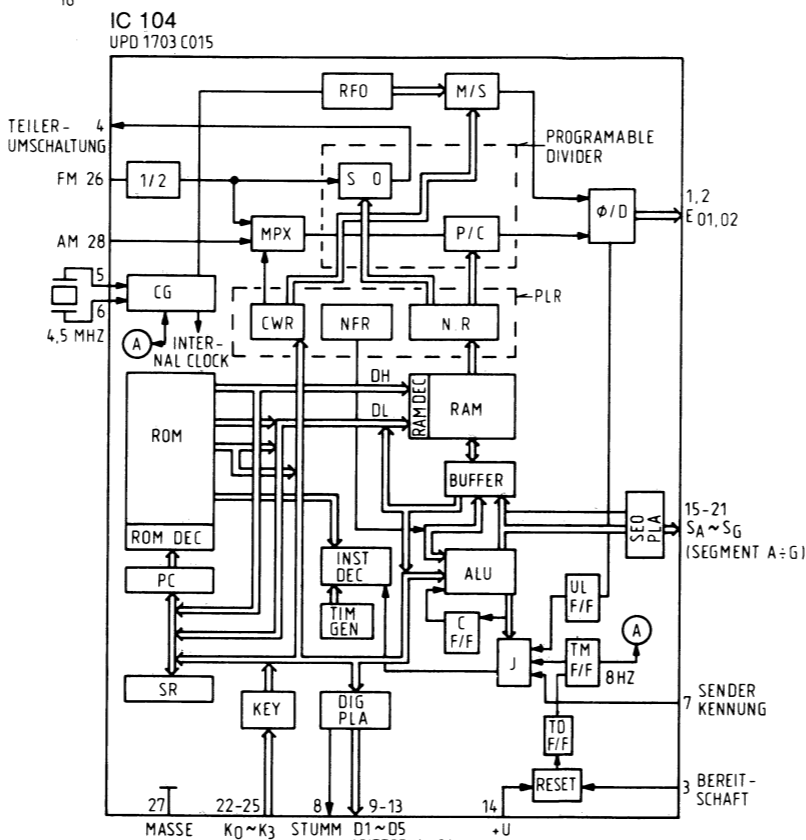 18
IC 104
UPD 1703 C015
RFO
M/S
TEILER-
UMSCHALTUNG
4
PROGRAMABLE
DIVIDER
FM 26
1/2
S O
1,2
E 01,02
Φ/D
AM 28
MPX
P/C
5
CG
6
4,5 MHZ
PLR
CWR
NFR
N.R
A
INTER-
NAL CLOCK
DH
DL
ROM
RAM DEC
RAM
BUFFER
ROM DEC
15-21
SA~SG
(SEGMENT A÷G)
SEO
PLA
INST
DEC
ALU
PC
UL
F/F
TIM
GEN
C
F/F
A
TM
F/F
8HZ
J
SR
KEY
DIG
PLA
7 SENDER
KENNUNG
TD
F/F
RESET
3 BEREIT-
SCHAFT
27
22-25
8
9-13
14
MASSE
K0~K3
STUMM
D1~D5
+U